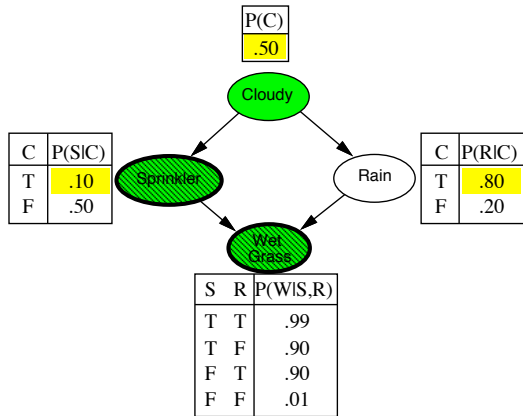 P(C)
.50
Cloudy
C P(S|C)
T .10
F .50
Sprinkler
Rain
C P(R|C)
T .80
F .20
Wet
Grass
S R P(W|S,R)
T T .99
T F .90
F T .90
F F .01